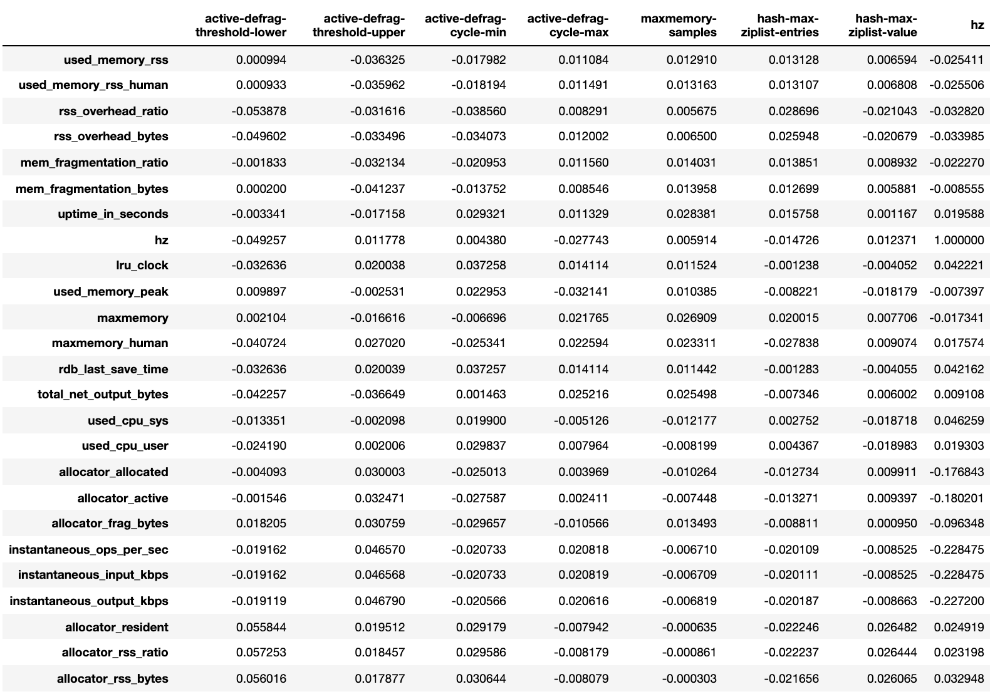 active-defrag- active-defrag- active-defrag- active-defrag- maxmemory- hash-max- hash-max- hz
threshold-lower threshold-upper cycle-min cycle-max samples ziplist-entries ziplist-value
used_memory_rss 0.000994 -0.036325 -0.017982 0.011084 0.012910 0.013128 0.006594 -0.025411
used_memory_rss_human 0.000933 -0.035962 -0.018194 0.011491 0.013163 0.013107 0.006808 -0.025506
rss_overhead_ratio -0.053878 -0.031616 -0.038560 0.008291 0.005675 0.028696 -0.021043 -0.032820
rss_overhead_bytes -0.049602 -0.033496 -0.034073 0.012002 0.006500 0.025948 -0.020679 -0.033985
mem_fragmentation_ratio -0.001833 -0.032134 -0.020953 0.011560 0.014031 0.013851 0.008932 -0.022270
mem_fragmentation_bytes 0.000200 -0.041237 -0.013752 0.008546 0.013958 0.012699 0.005881 -0.008555
uptime_in_seconds -0.003341 -0.017158 0.029321 0.011329 0.028381 0.015758 0.001167 0.019588
hz -0.049257 0.011778 0.004380 -0.027743 0.005914 -0.014726 0.012371 1.000000
lru_clock -0.032636 0.020038 0.037258 0.014114 0.011524 -0.001238 -0.004052 0.042221
used_memory_peak 0.009897 -0.002531 0.022953 -0.032141 0.010385 -0.008221 -0.018179 -0.007397
maxmemory 0.002104 -0.016616 -0.006696 0.021765 0.026909 0.020015 0.007706 -0.017341
maxmemory_human -0.040724 0.027020 -0.025341 0.022594 0.023311 -0.027838 0.009074 0.017574
rdb_last_save_time -0.032636 0.020039 0.037257 0.014114 0.011442 -0.001283 -0.004055 0.042162
total_net_output_bytes -0.042257 -0.036649 0.001463 0.025216 0.025498 -0.007346 0.006002 0.009108
used_cpu_sys -0.013351 -0.002098 0.019900 -0.005126 -0.012177 0.002752 -0.018718 0.046259
used_cpu_user -0.024190 0.002006 0.029837 0.007964 -0.008199 0.004367 -0.018983 0.019303
allocator_allocated -0.004093 0.030003 -0.025013 0.003969 -0.010264 -0.012734 0.009911 -0.176843
allocator_active -0.001546 0.032471 -0.027587 0.002411 -0.007448 -0.013271 0.009397 -0.180201
allocator_frag_bytes 0.018205 0.030759 -0.029657 -0.010566 0.013493 -0.008811 0.000950 -0.096348
instantaneous_ops_per_sec -0.019162 0.046570 -0.020733 0.020818 -0.006710 -0.020109 -0.008525 -0.228475
instantaneous_input_kbps -0.019162 0.046568 -0.020733 0.020819 -0.006709 -0.020111 -0.008525 -0.228475
instantaneous_output_kbps -0.019119 0.046790 -0.020566 0.020616 -0.006819 -0.020187 -0.008663 -0.227200
allocator_resident 0.055844 0.019512 0.029179 -0.007942 -0.000635 -0.022246 0.026482 0.024919
allocator_rss_ratio 0.057253 0.018457 0.029586 -0.008179 -0.000861 -0.022237 0.026444 0.023198
allocator_rss_bytes 0.056016 0.017877 0.030644 -0.008079 -0.000303 -0.021656 0.026065 0.032948